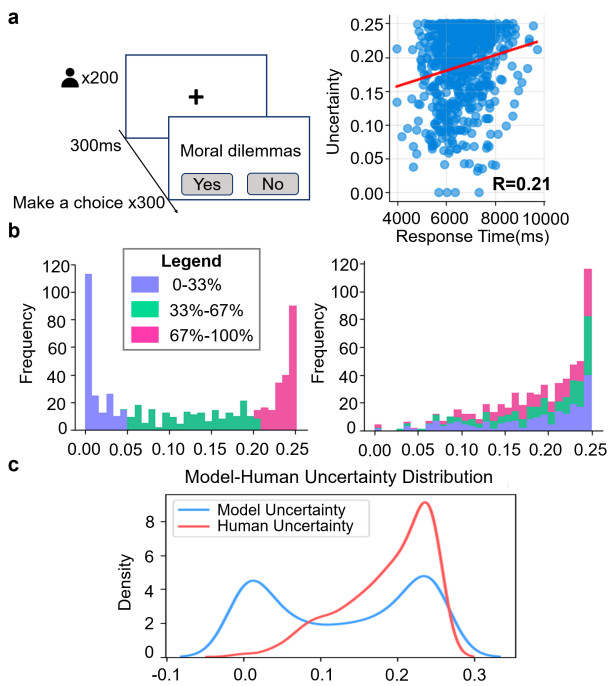 a
x200
+
300ms
Moral dilemmas
Yes No
Make a choice x300
Uncertainty
0.25
0.20
0.15
0.10
0.05
0.00
R=0.21
4000 6000 8000 10000
Response Time(ms)
b
Legend
0-33%
33%-67%
67%-100%
Frequency
120
100
80
60
40
20
0
0.00 0.05 0.10 0.15 0.20 0.25
Frequency
120
100
80
60
40
20
0
0.00 0.05 0.10 0.15 0.20 0.25
c
Model-Human Uncertainty Distribution
Model Uncertainty
Human Uncertainty
Density
8
6
4
2
0
-0.1 0.0 0.1 0.2 0.3